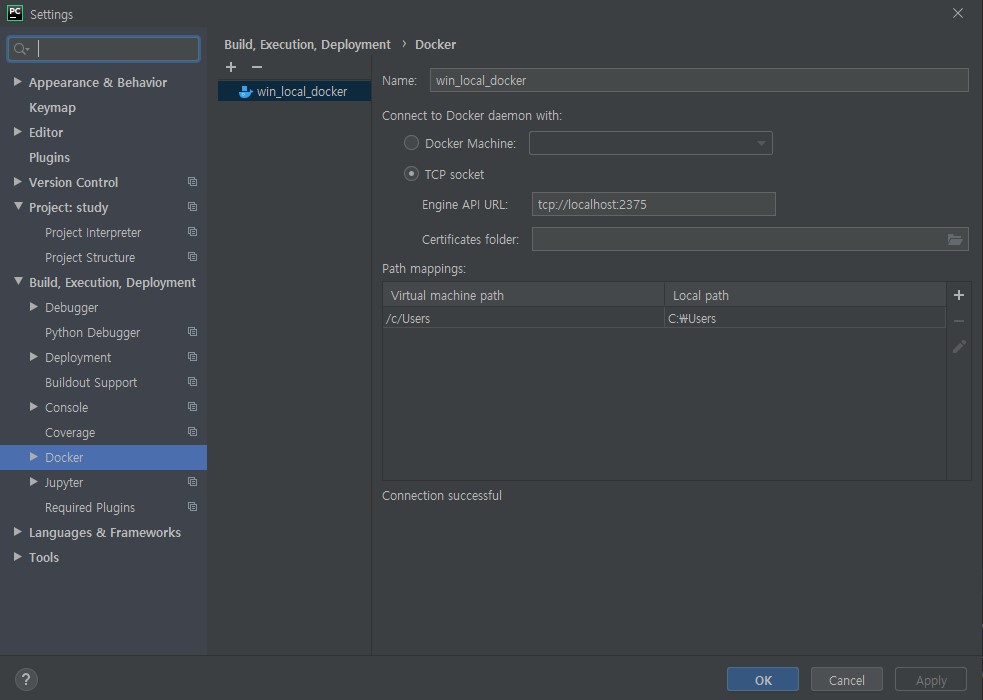 PC Settings
Appearance & Behavior
Keymap
Editor
Plugins
Version Control
Project: study
Project Interpreter
Project Structure
Build, Execution, Deployment
Debugger
Python Debugger
Deployment
Buildout Support
Console
Coverage
Docker
Jupyter
Required Plugins
Languages & Frameworks
Tools
Build, Execution, Deployment › Docker
win_local_docker
Name: win_local_docker
Connect to Docker daemon with:
Docker Machine:
TCP socket
Engine API URL: tcp://localhost:2375
Certificates folder:
Path mappings:
Virtual machine path Local path
/c/Users C:₩Users
Connection successful
? OK Cancel Apply